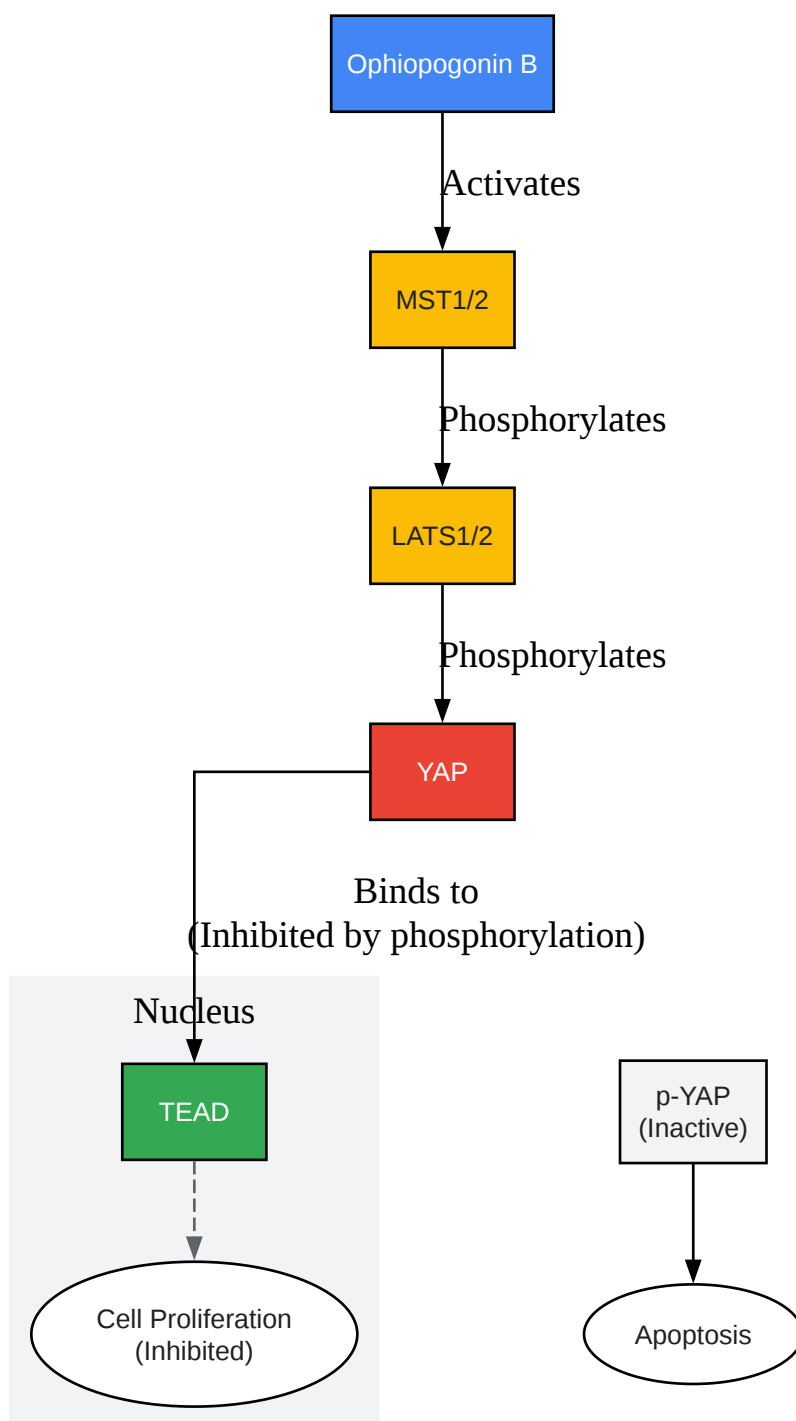 Ophiopogonin B
Activates
MST1/2
Phosphorylates
LATS1/2
Phosphorylates
YAP
Binds to
(Inhibited by phosphorylation)
Nucleus
TEAD
p-YAP
(Inactive)
Cell Proliferation
(Inhibited)
Apoptosis